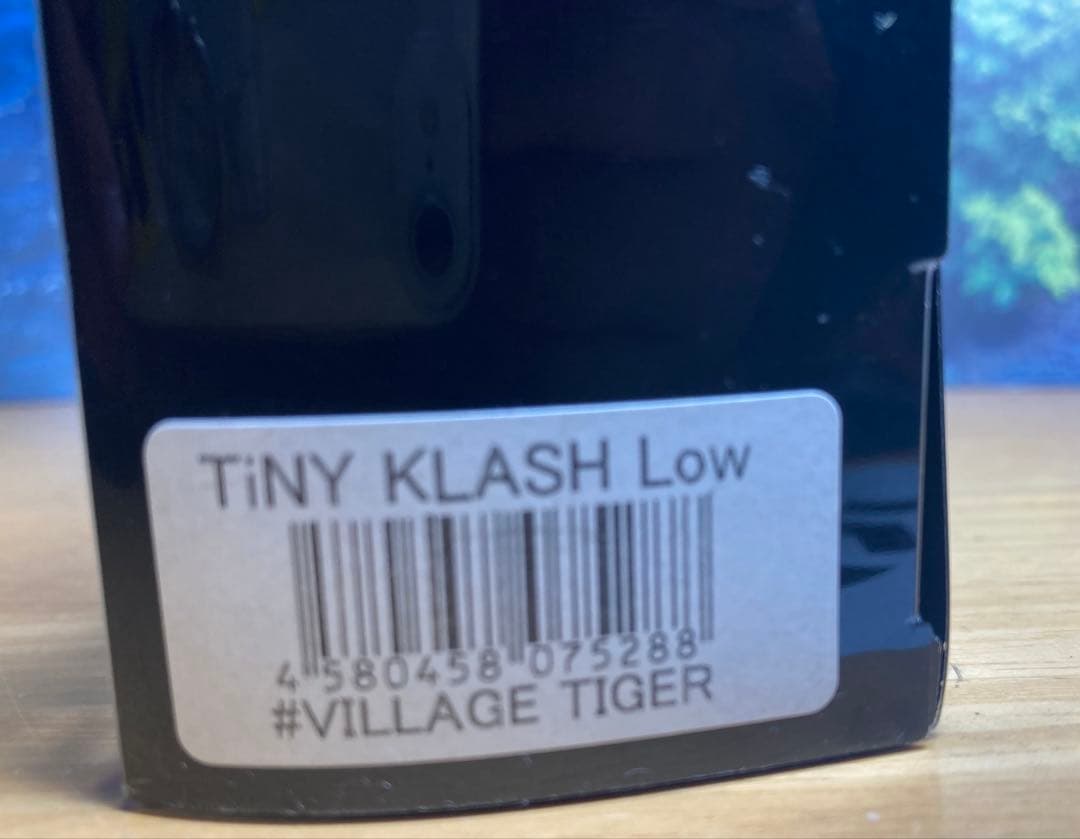 TiNY KLASH Low
4 580458 075288
#VILLAGE TIGER